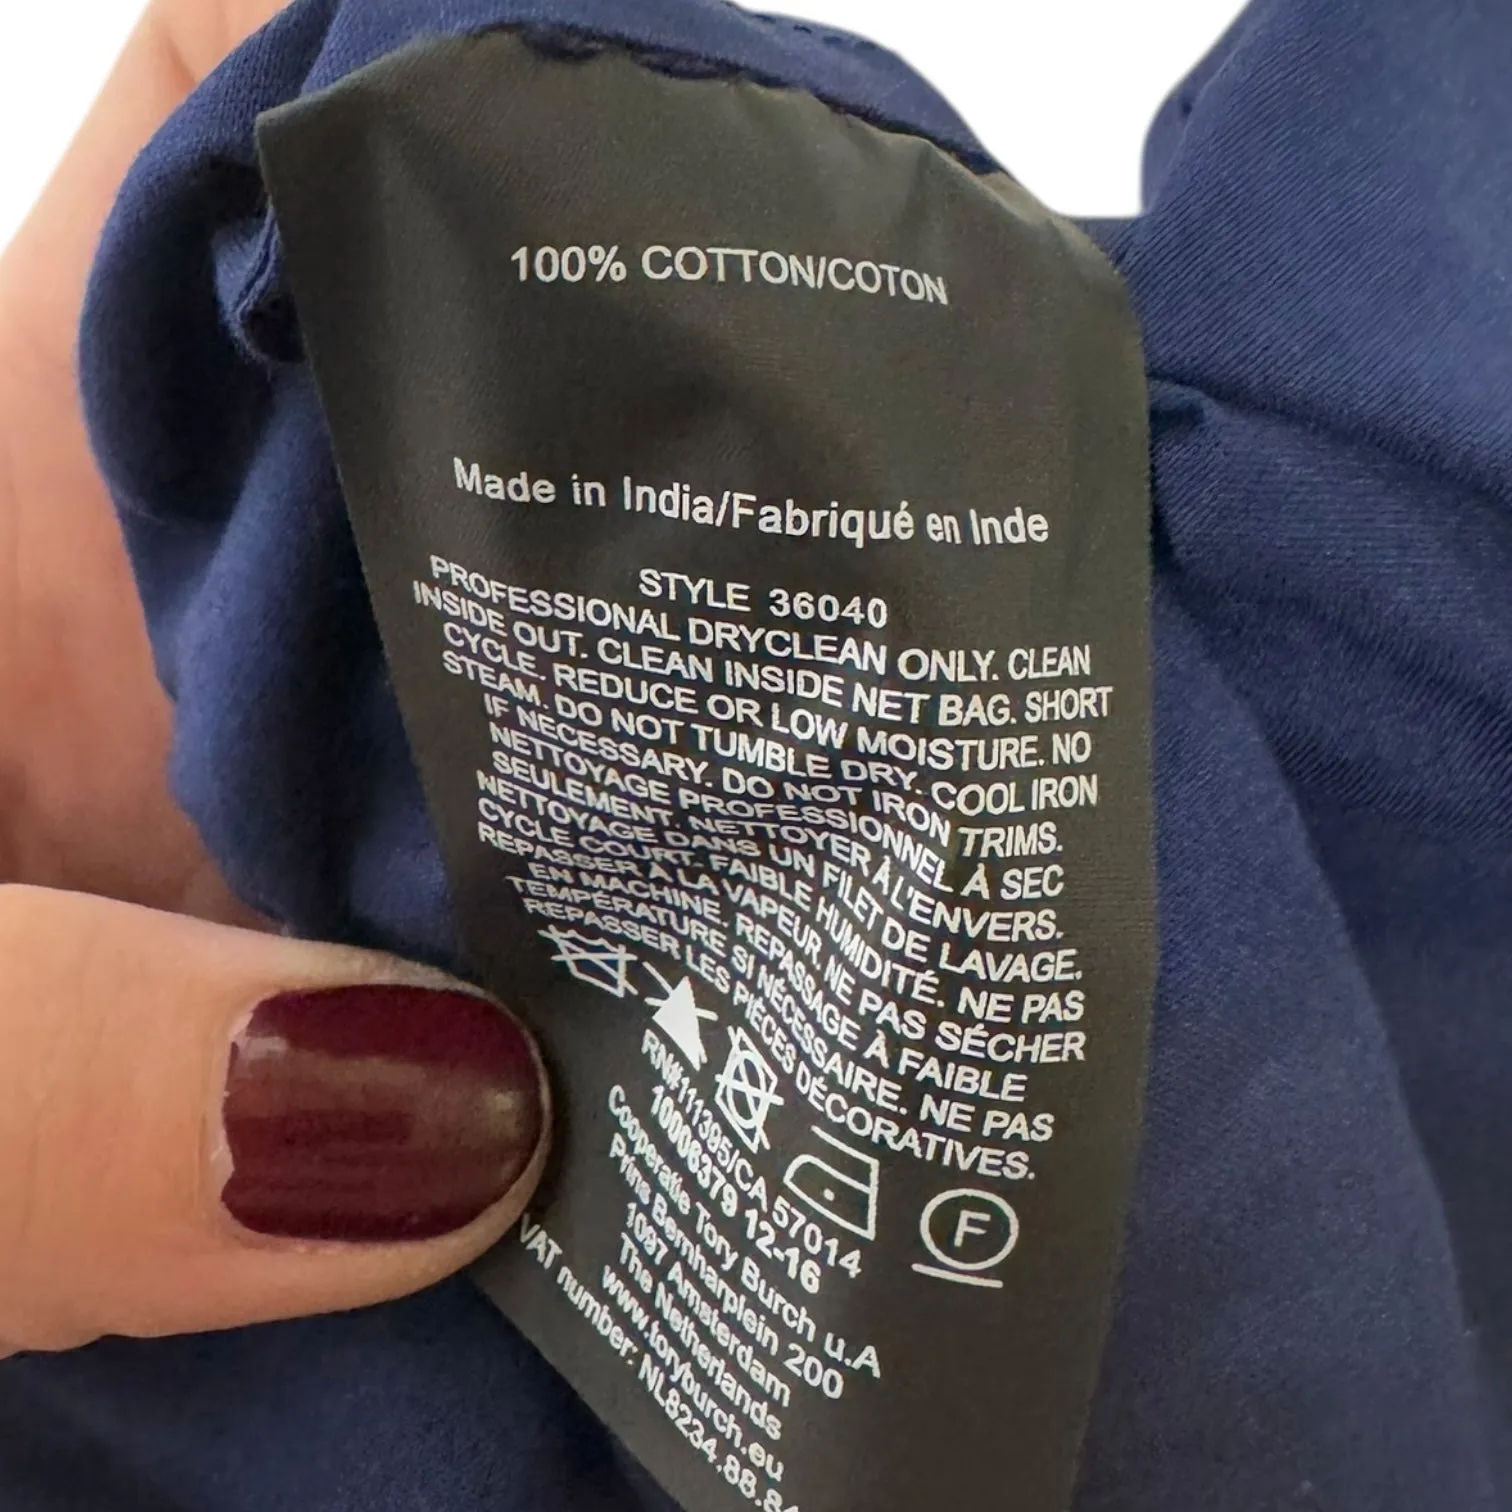 100% COTTON/COTON
Made in India/Fabriqué en Inde
STYLE 36040
PROFESSIONAL DRYCLEAN ONLY. CLEAN
INSIDE OUT. CLEAN INSIDE NET BAG. SHORT
CYCLE. REDUCE OR LOW MOISTURE. NO
STEAM. DO NOT TUMBLE DRY. COOL IRON
IF NECESSARY. DO NOT IRON TRIMS.
NETTOYAGE PROFESSIONNEL À SEC
SEULEMENT. NETTOYER À L'ENVERS.
NETTOYAGE DANS UN FILET DE LAVAGE.
CYCLE COURT. FAIBLE HUMIDITÉ. NE PAS
REPASSER À LA VAPEUR NE PAS SÉCHER
EN MACHINE. REPASSAGE À FAIBLE
TEMPÉRATURE SI NÉCESSAIRE. NE PAS
REPASSER LES PIÈCES DÉCORATIVES.
F
RN#111395/CA 57014
10006379 12-16
Cooperatie Tory Burch u.A
Prins Bernharplein 200
1097 Amsterdam
The Netherlands
www.toryburch.eu
VAT number: NL8234.88.8